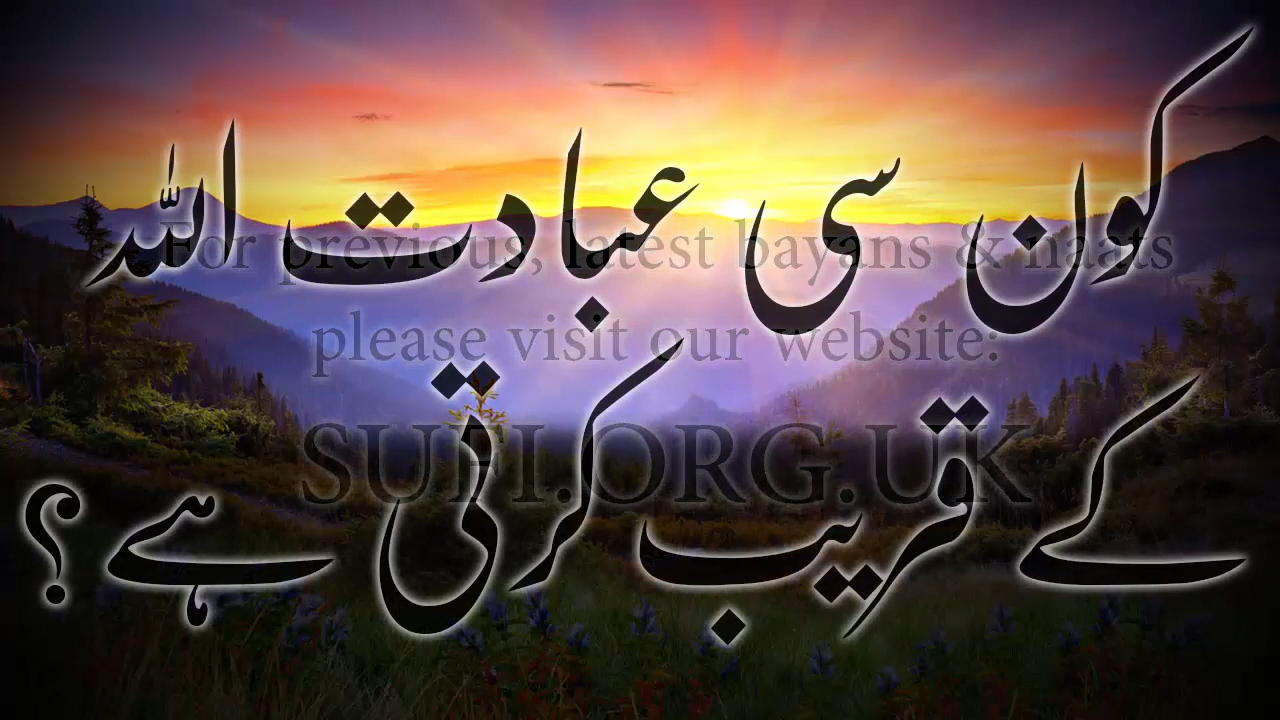 کون سی عبادت اللہ
For previous, latest bayans & naats
please visit our website:
کے قریب کرتی ہے؟
SUFI.ORG.UK